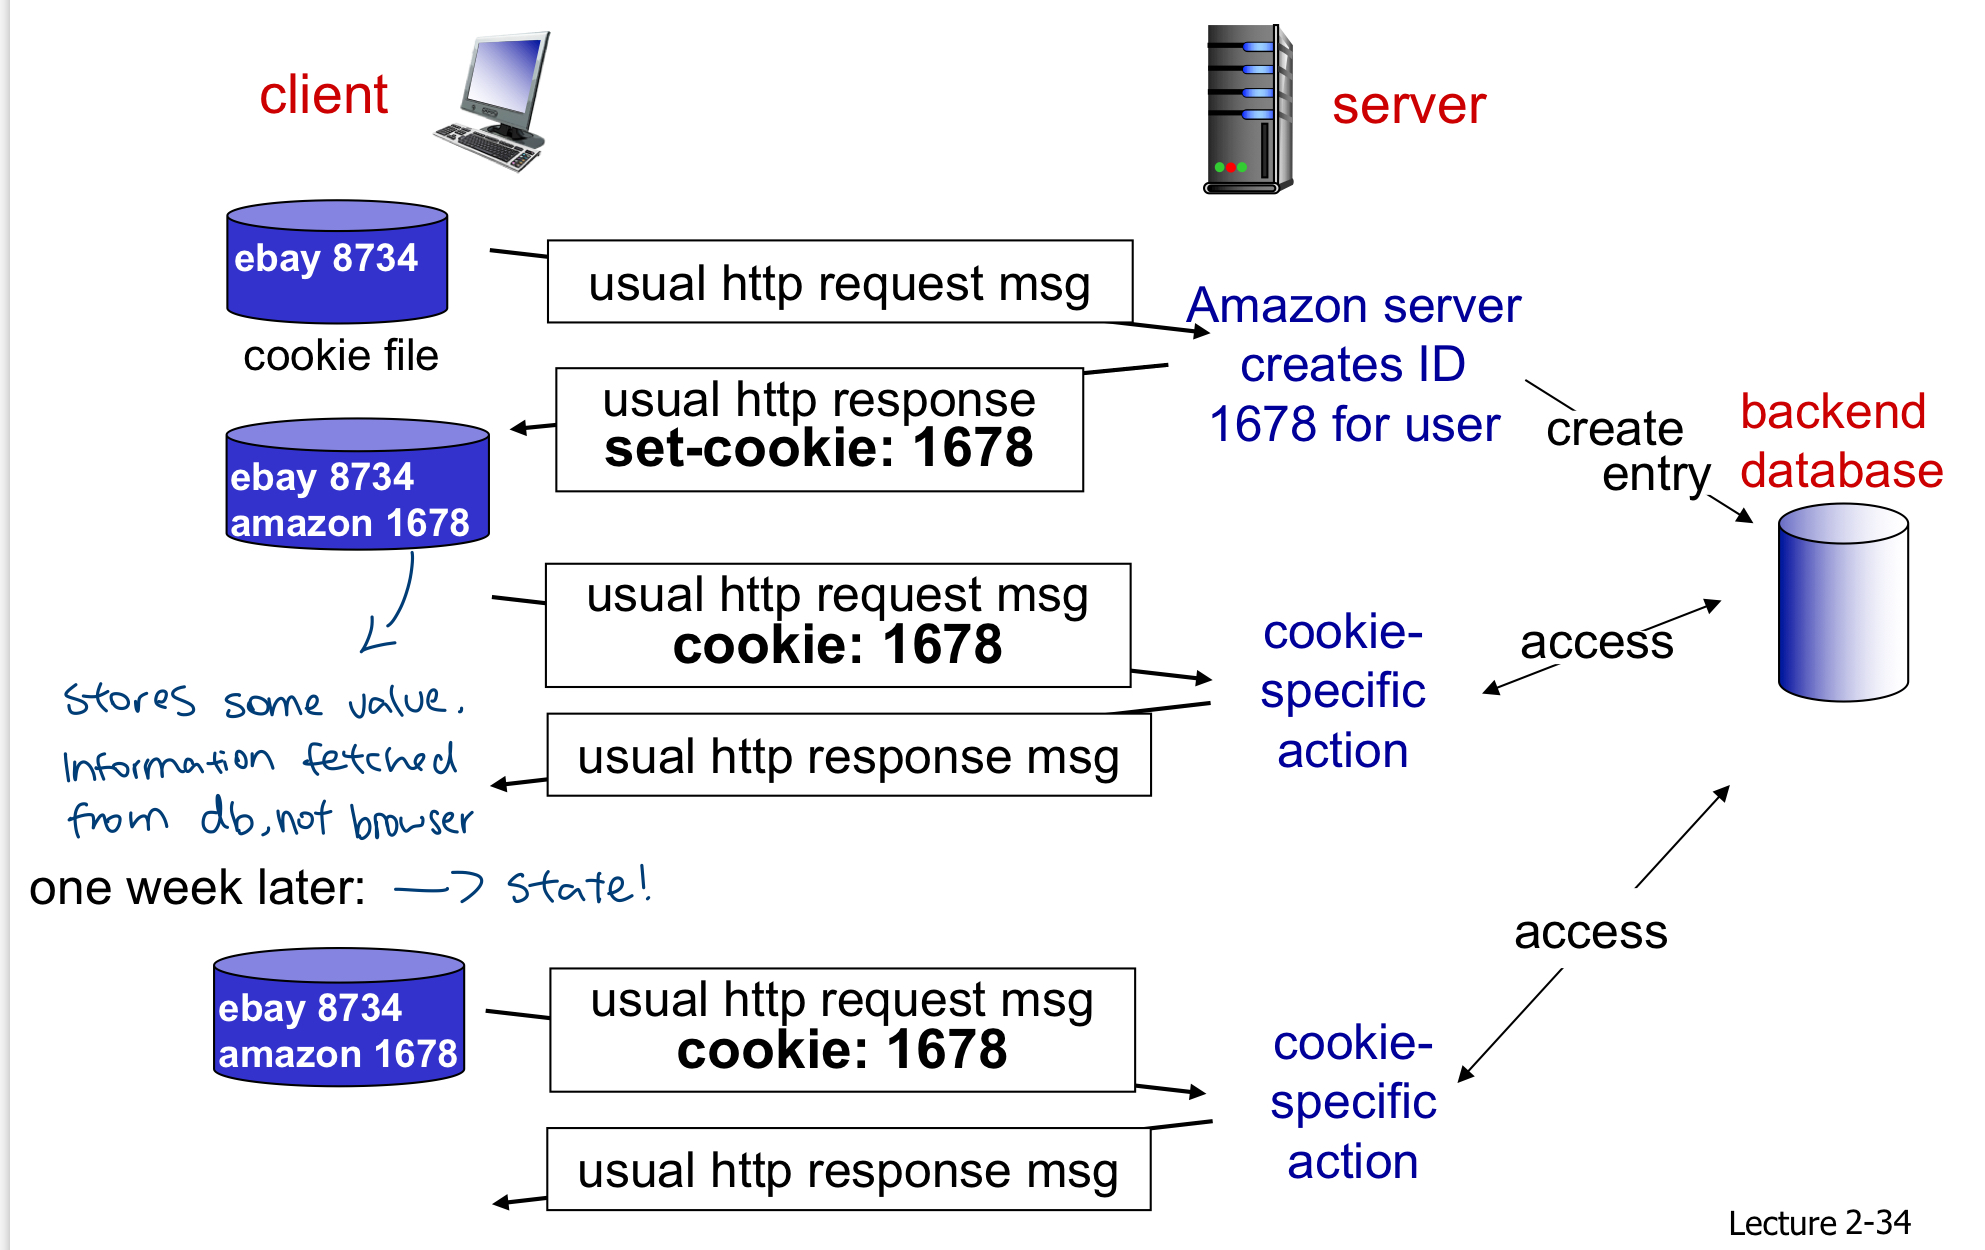 client
server
ebay 8734
cookie file
usual http request msg
Amazon server
creates ID
1678 for user
usual http response
set-cookie: 1678
create
entry
backend
database
ebay 8734
amazon 1678
usual http request msg
cookie: 1678
cookie-
specific
action
access
stores some value.
Information fetched
from db, not browser
usual http response msg
one week later: → state!
access
ebay 8734
amazon 1678
usual http request msg
cookie: 1678
cookie-
specific
action
usual http response msg
Lecture 2-34